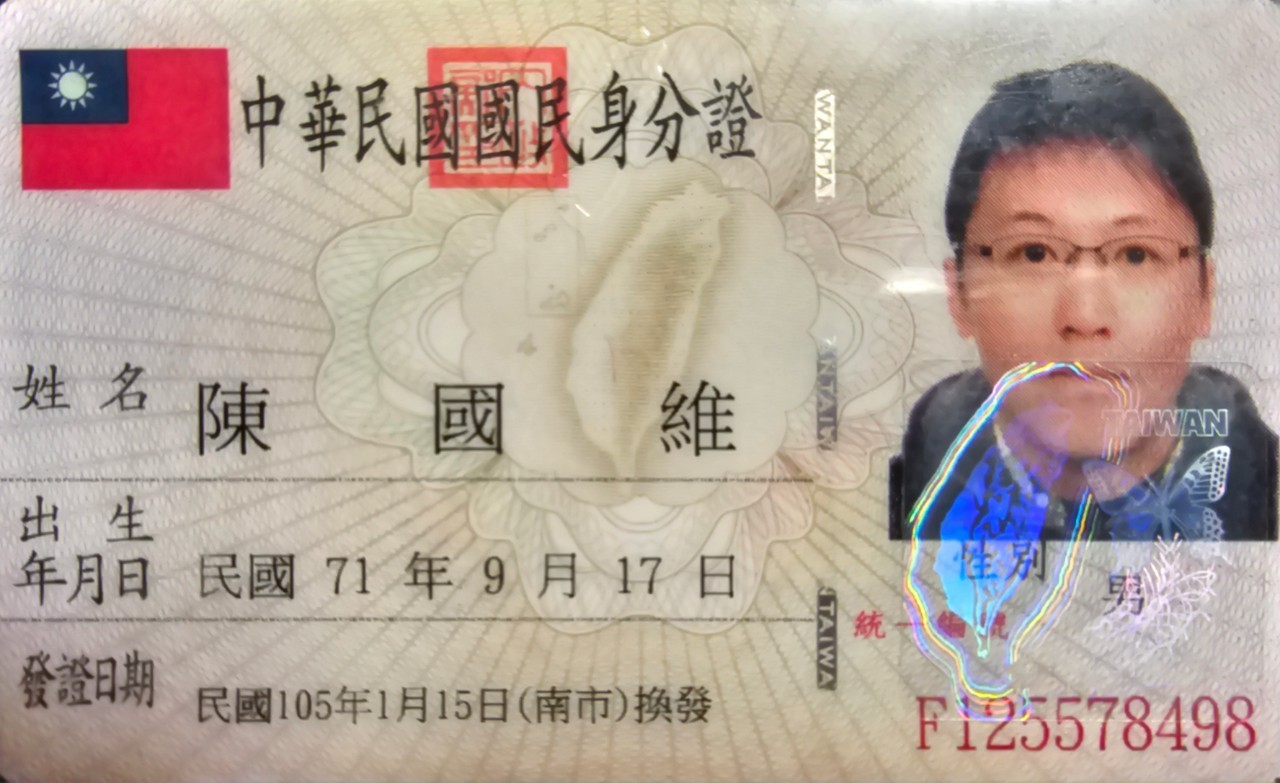 中華民國國民身分證
姓名 陳國維
出生年月日 民國 71 年 9 月 17 日
性別 男
發證日期 民國105年1月15日(南市)換發
統一編號
F125578498
WANTA
ANTAIW
TAIWAN
TAIWA